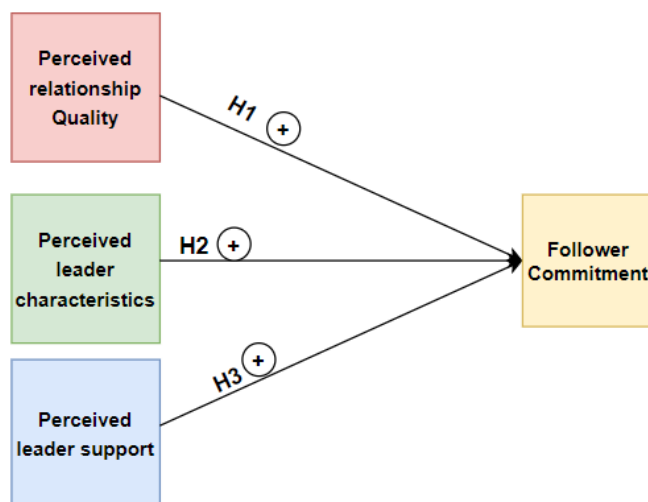 Perceived
relationship
Quality
H1 +
Perceived
leader
characteristics
H2 +
Follower
Commitment
Perceived
leader support
H3 +